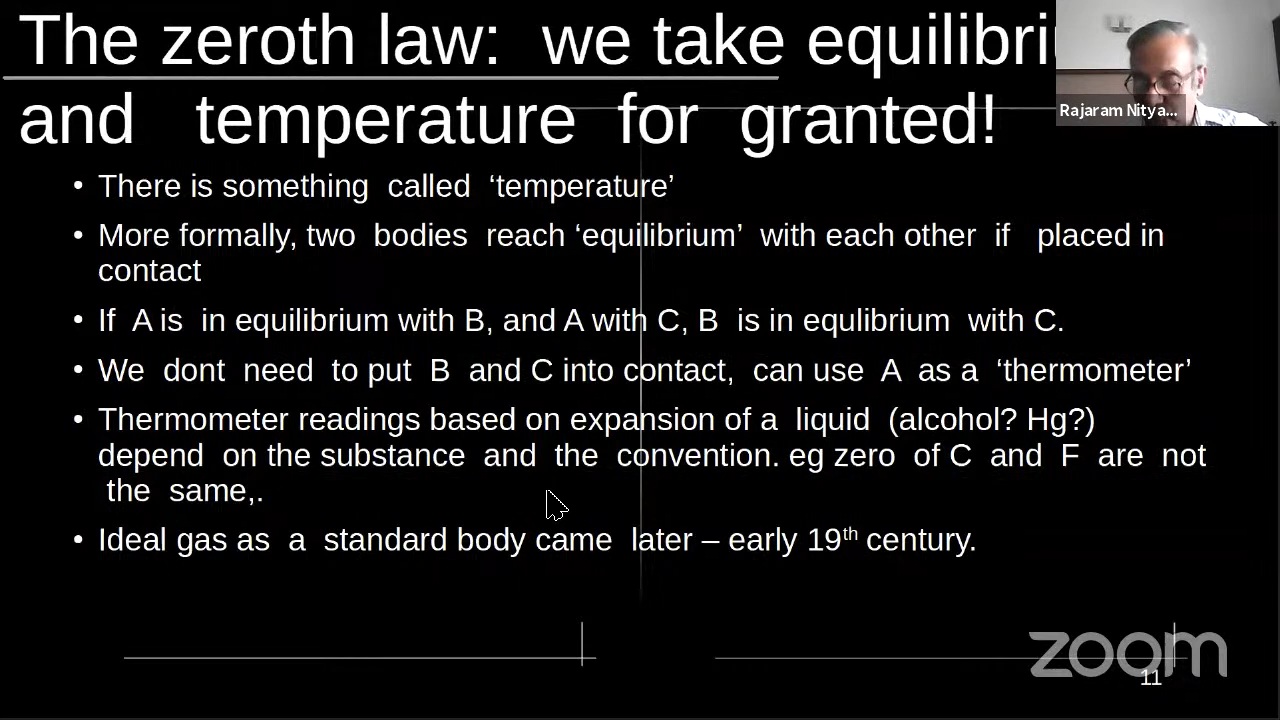 The zeroth law: we take equilibri
and temperature for granted!
Rajaram Nitya...
• There is something called ‘temperature’
• More formally, two bodies reach ‘equilibrium’ with each other if placed in
contact
• If A is in equilibrium with B, and A with C, B is in equlibrium with C.
• We dont need to put B and C into contact, can use A as a ‘thermometer’
• Thermometer readings based on expansion of a liquid (alcohol? Hg?)
depend on the substance and the convention. eg zero of C and F are not
the same,.
• Ideal gas as a standard body came later – early 19th century.
zoom
11